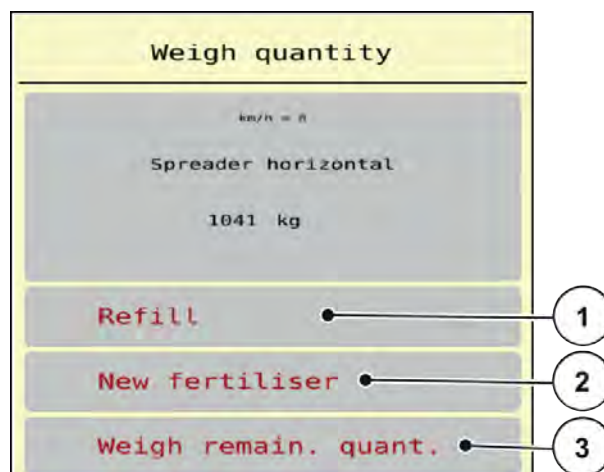 Weigh quantity
km/h = 0
Spreader horizontal
1041 kg
Refill
1
New fertiliser
2
Weigh remain. quant.
3